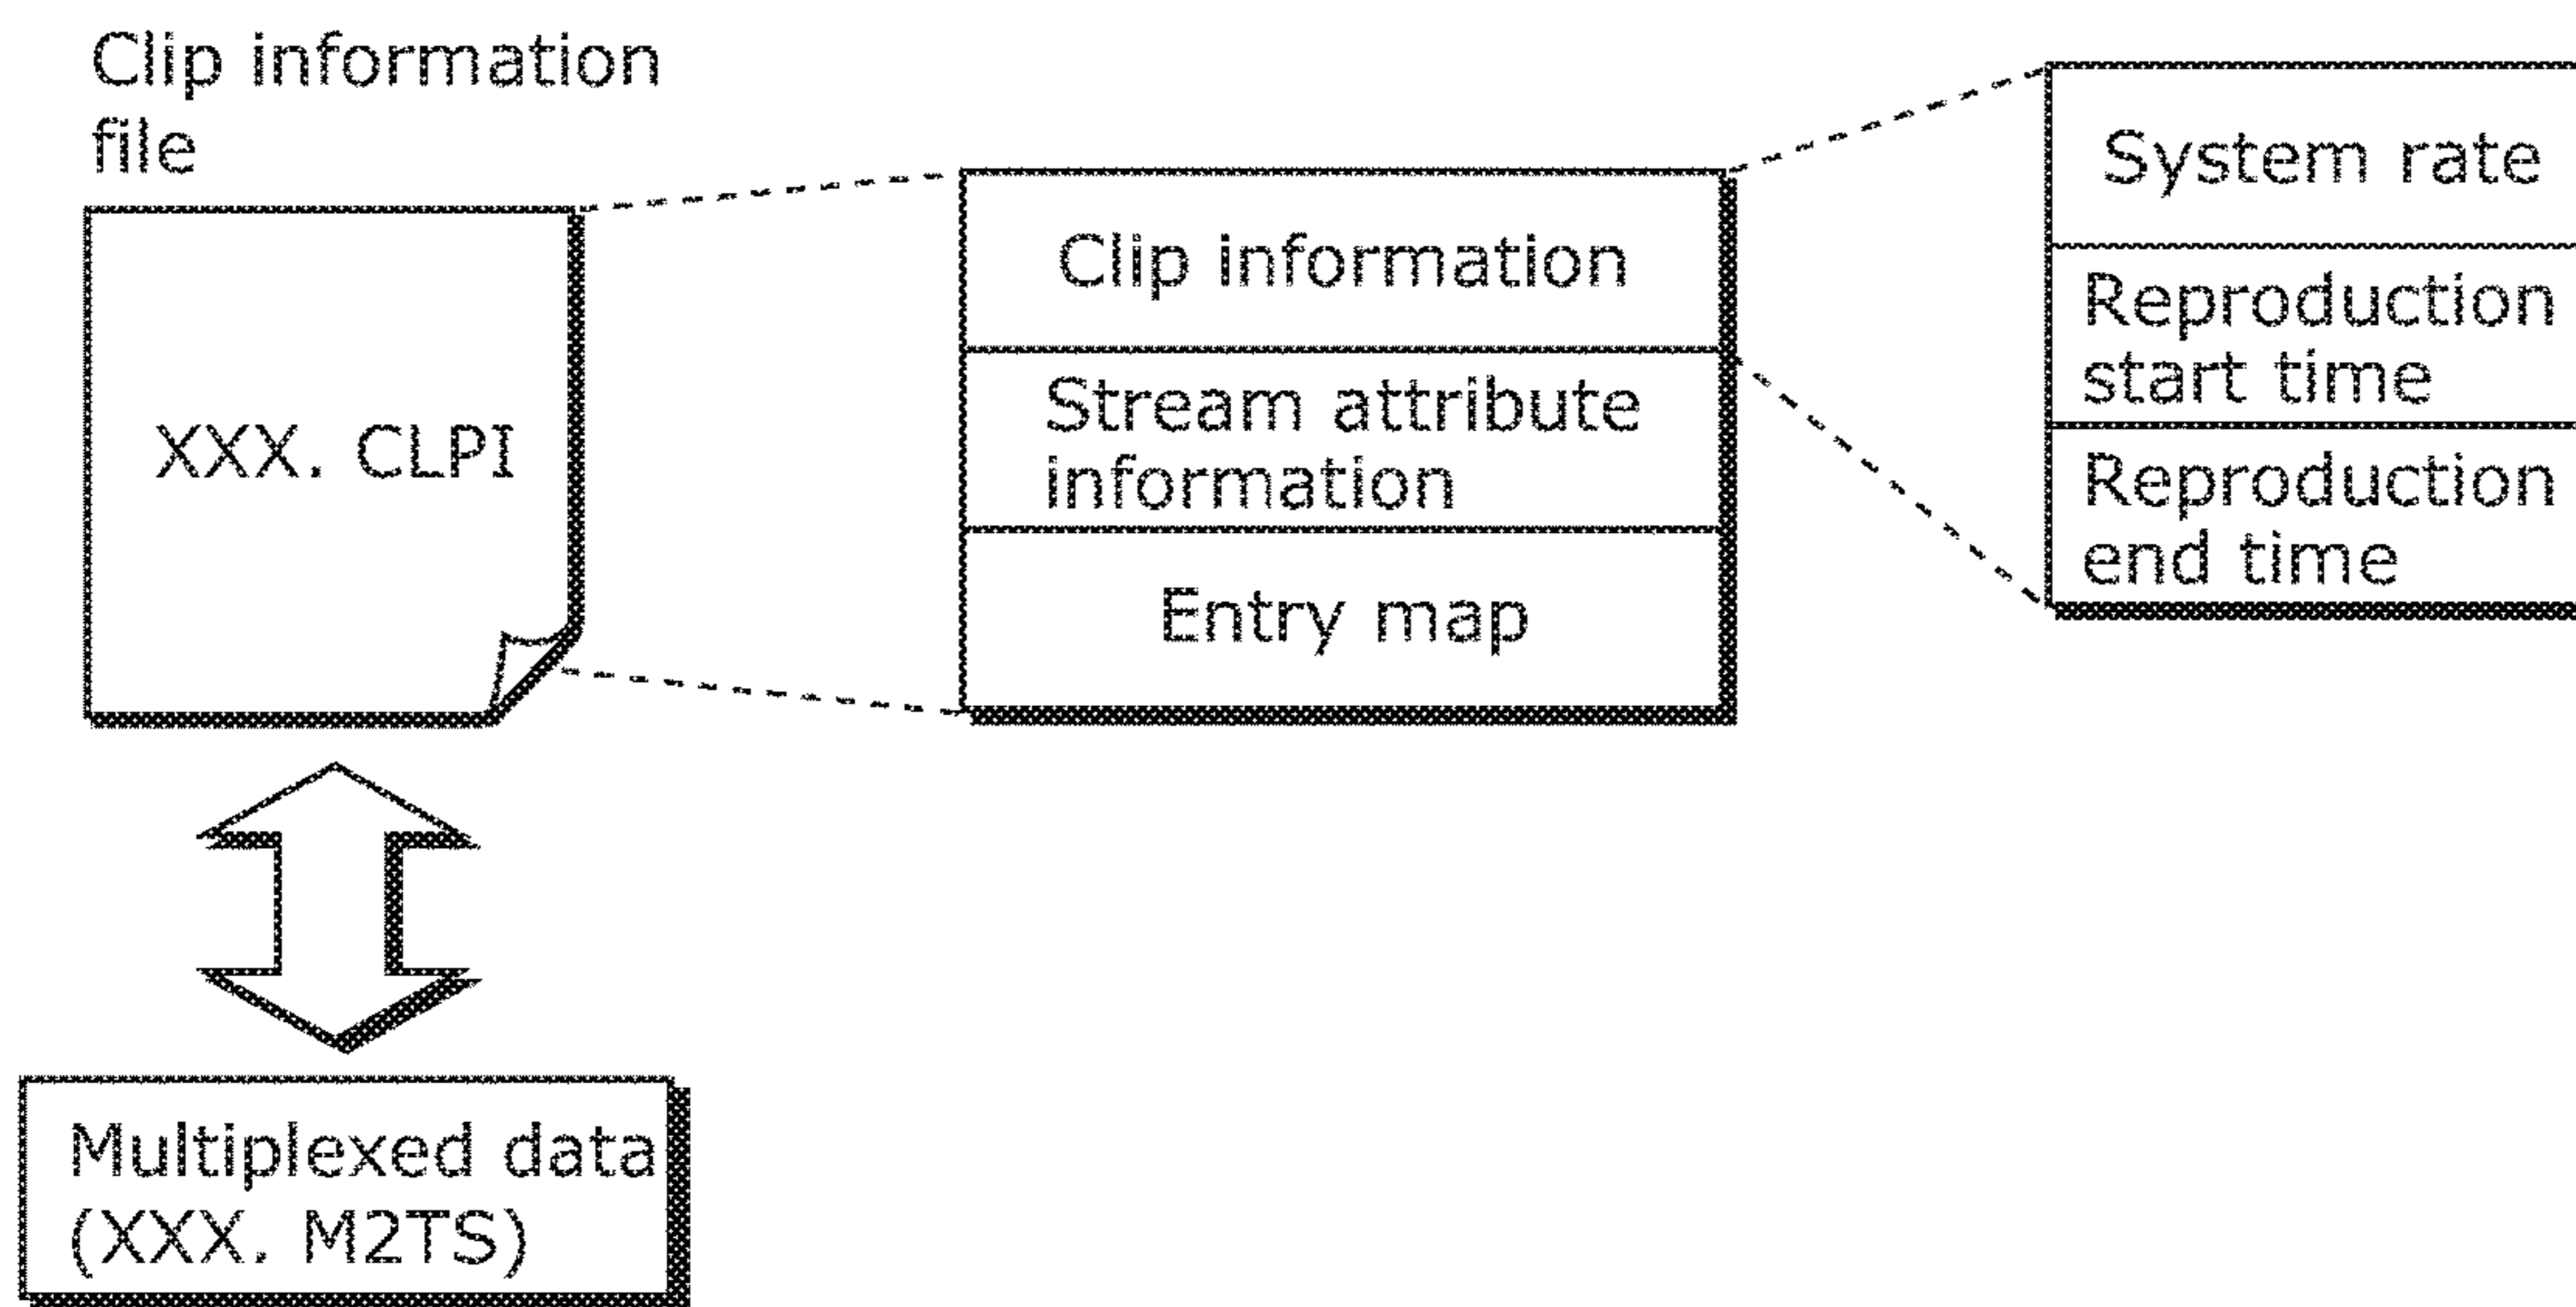 Clip information
file
XXX. CLPI
Clip information
Stream attribute
information
Entry map
System rate
Reproduction
start time
Reproduction
end time
Multiplexed data
(XXX. M2TS)